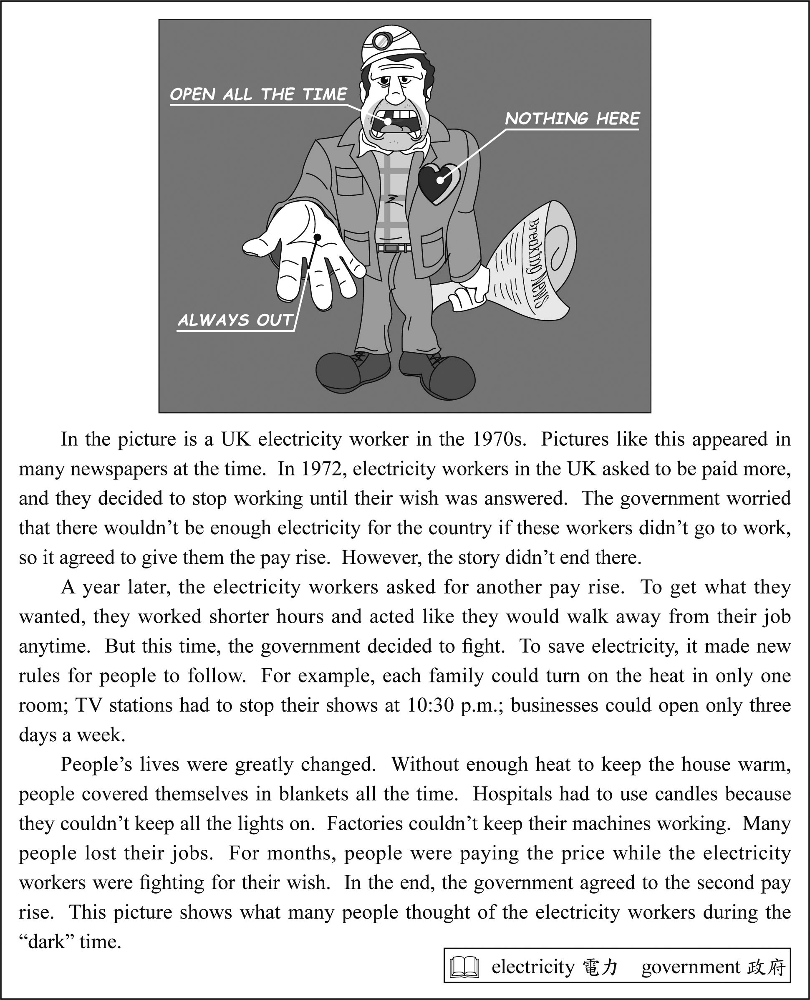 OPEN ALL THE TIME
NOTHING HERE
Breaking News
ALWAYS OUT
In the picture is a UK electricity worker in the 1970s. Pictures like this appeared in
many newspapers at the time. In 1972, electricity workers in the UK asked to be paid more,
and they decided to stop working until their wish was answered. The government worried
that there wouldn’t be enough electricity for the country if these workers didn’t go to work,
so it agreed to give them the pay rise. However, the story didn’t end there.
A year later, the electricity workers asked for another pay rise. To get what they
wanted, they worked shorter hours and acted like they would walk away from their job
anytime. But this time, the government decided to fight. To save electricity, it made new
rules for people to follow. For example, each family could turn on the heat in only one
room; TV stations had to stop their shows at 10:30 p.m.; businesses could open only three
days a week.
People’s lives were greatly changed. Without enough heat to keep the house warm,
people covered themselves in blankets all the time. Hospitals had to use candles because
they couldn’t keep all the lights on. Factories couldn’t keep their machines working. Many
people lost their jobs. For months, people were paying the price while the electricity
workers were fighting for their wish. In the end, the government agreed to the second pay
rise. This picture shows what many people thought of the electricity workers during the
“dark” time.
electricity 電力 government 政府